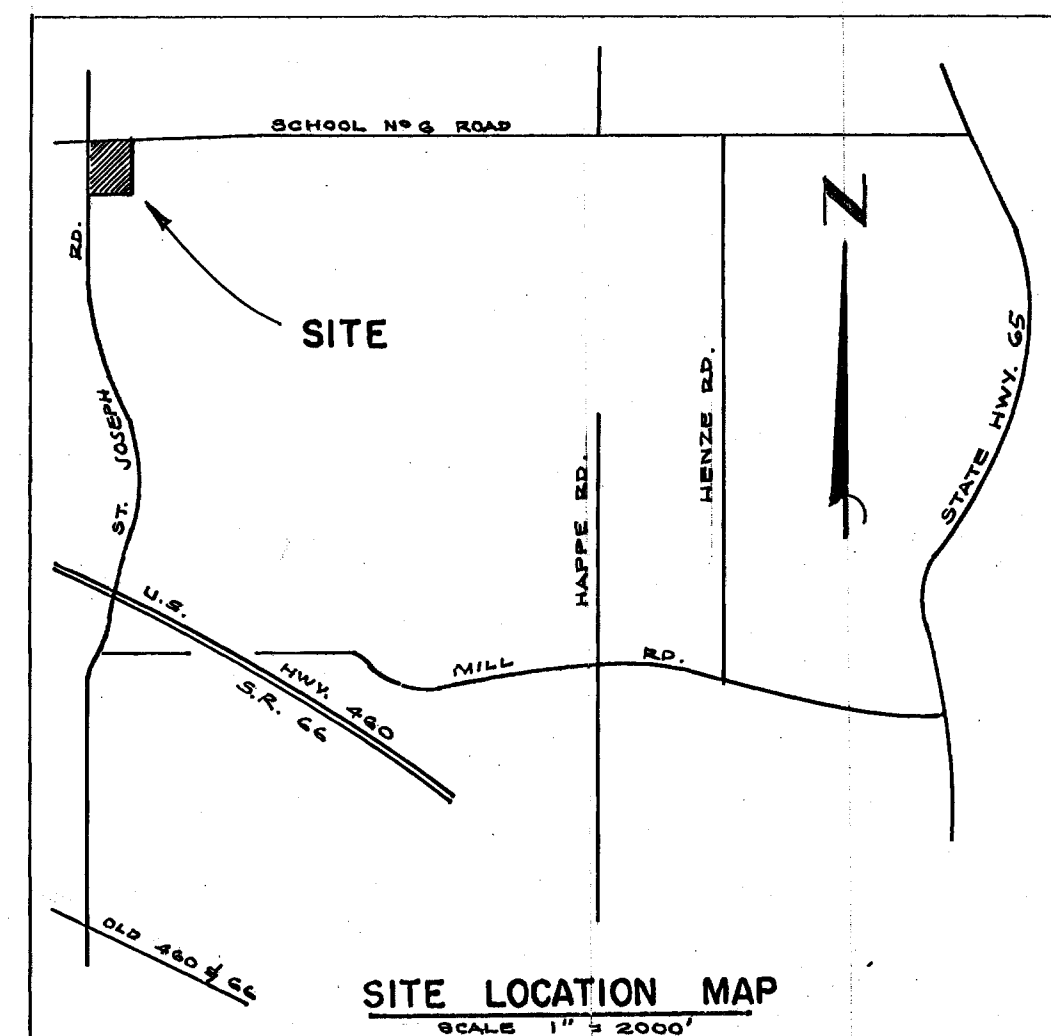 SCHOOL Nº 6 ROAD
N
RD.
SITE
STATE HWY. 65
HENZE RD.
ST. JOSEPH
HAPPE RD.
U.S.
HWY. 460
S.R. 66
MILL RD.
OLD 460 & 66
SITE LOCATION MAP
SCALE 1" = 2000'